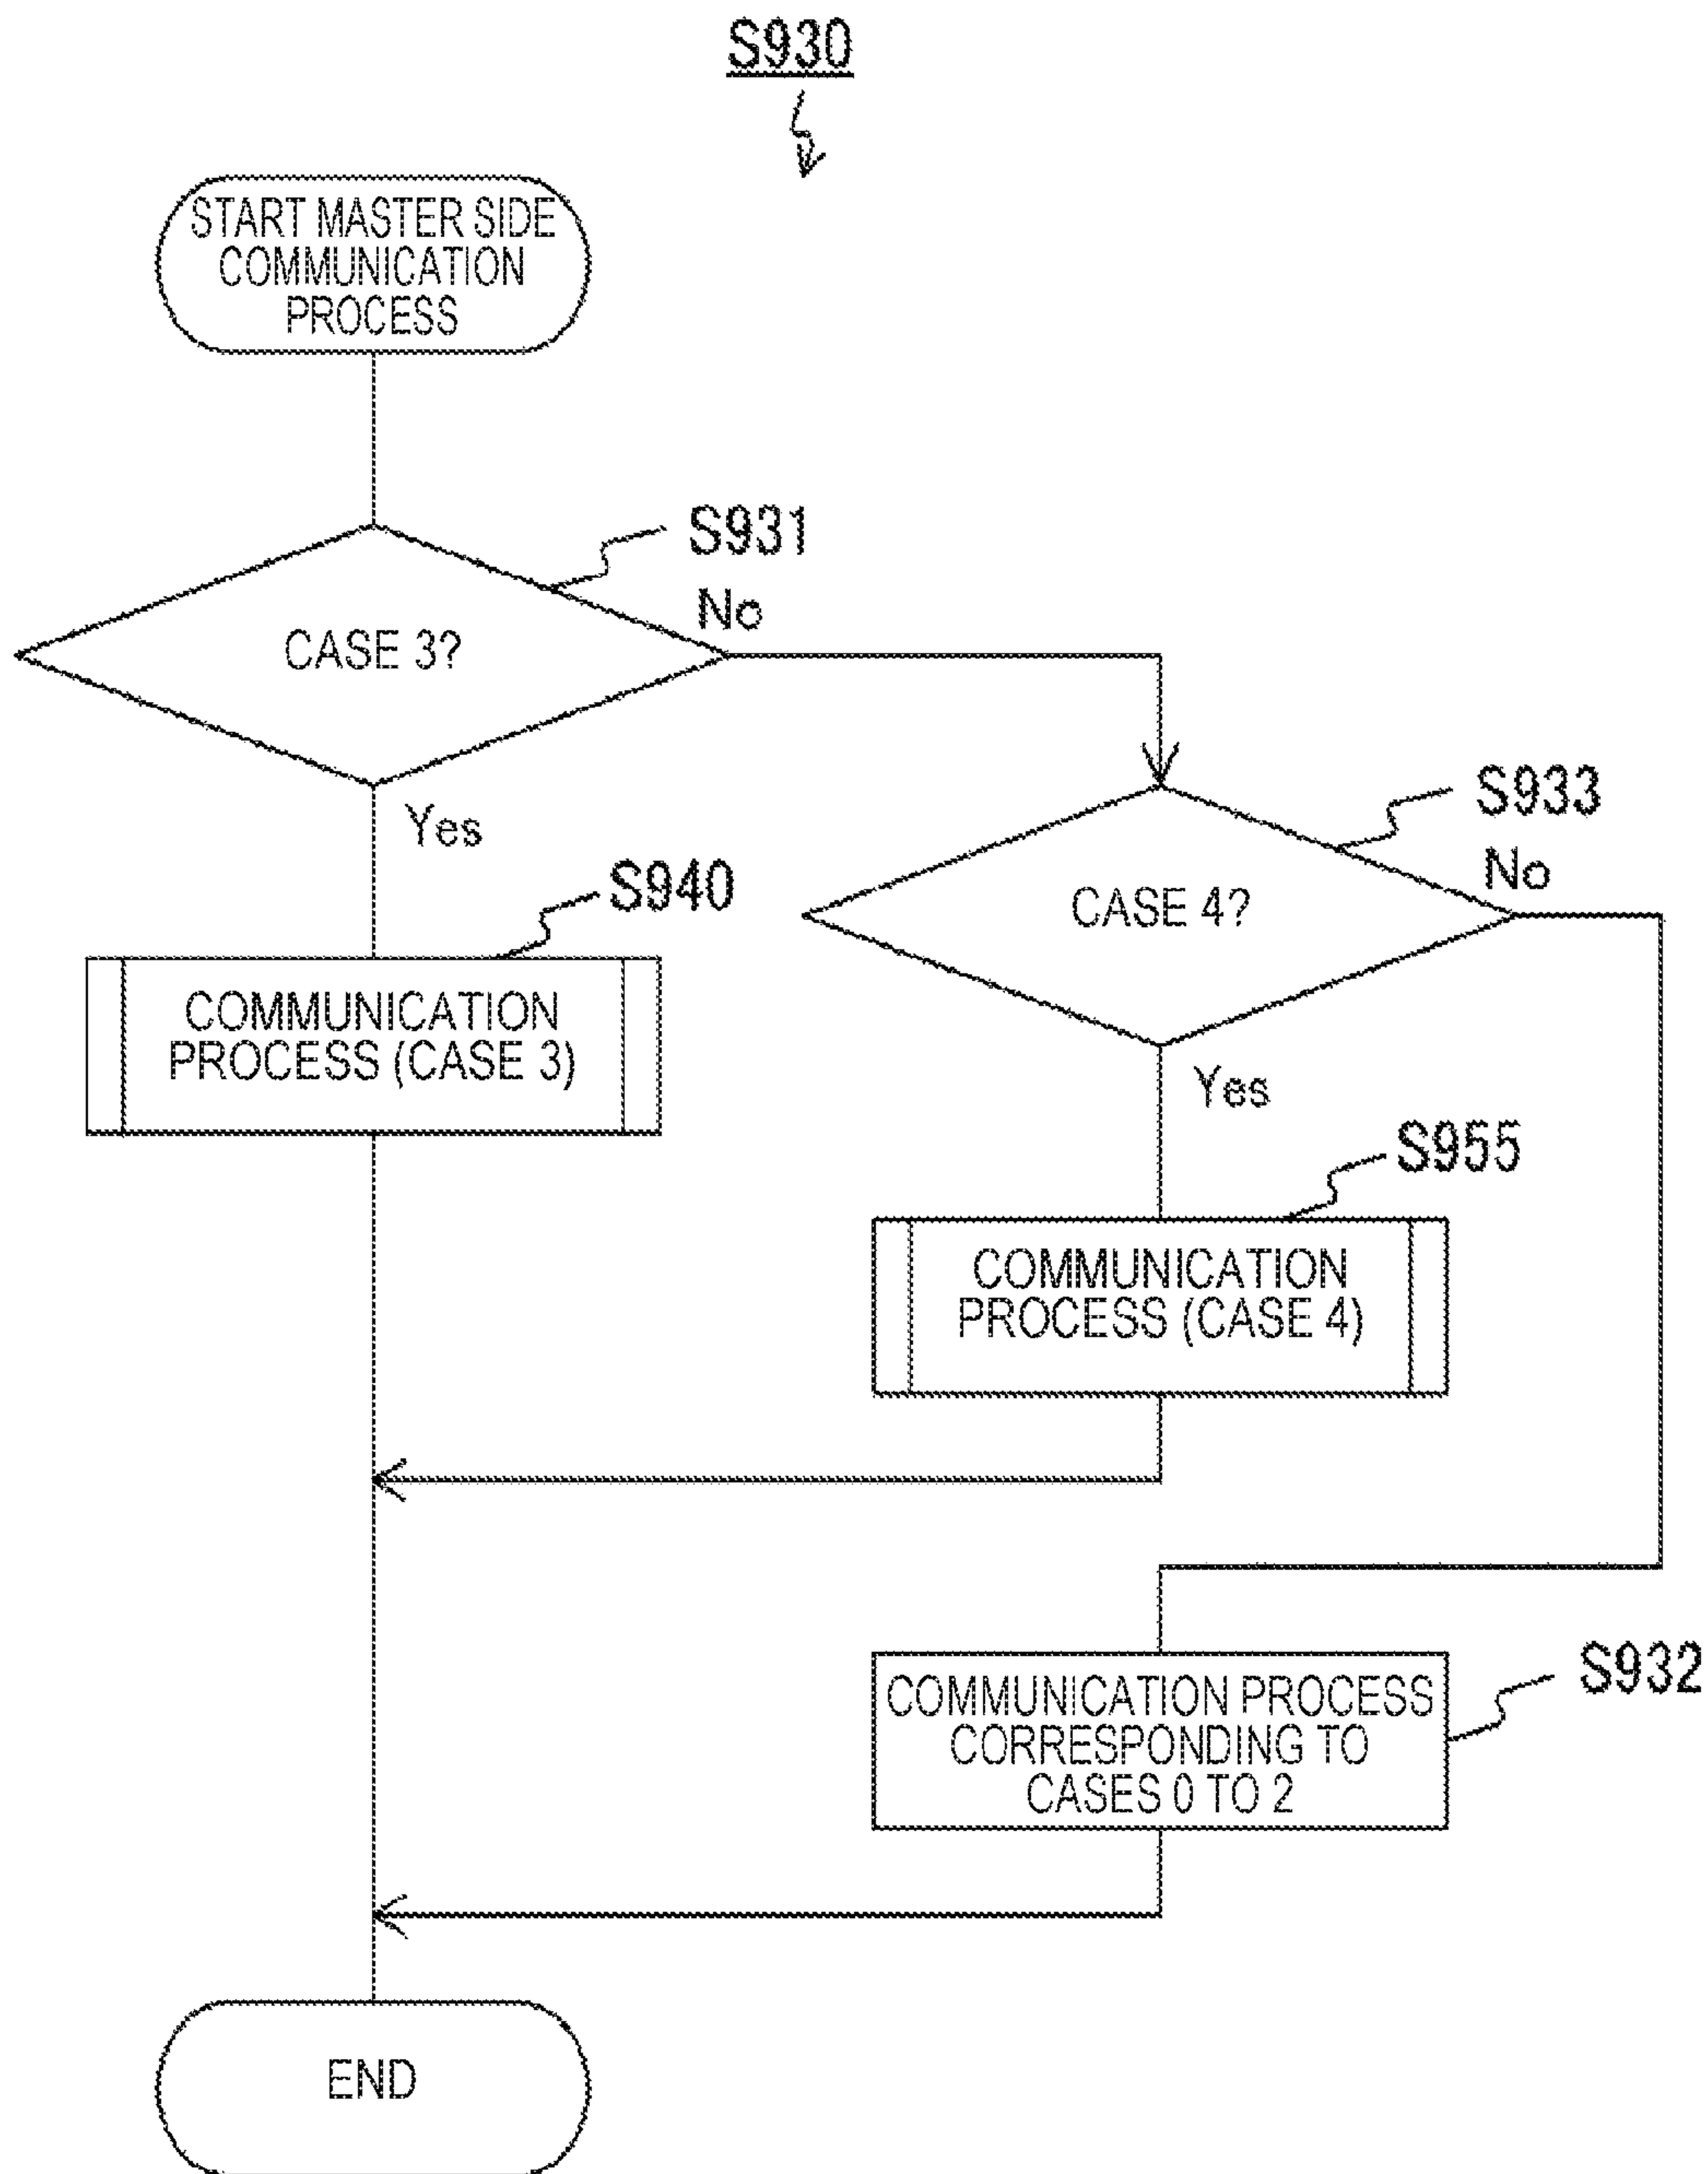 S930
START MASTER SIDE
COMMUNICATION
PROCESS
S931
No
CASE 3?
Yes
S933
No
CASE 4?
Yes
S940
COMMUNICATION
PROCESS (CASE 3)
S955
COMMUNICATION
PROCESS (CASE 4)
S932
COMMUNICATION PROCESS
CORRESPONDING TO
CASES 0 TO 2
END